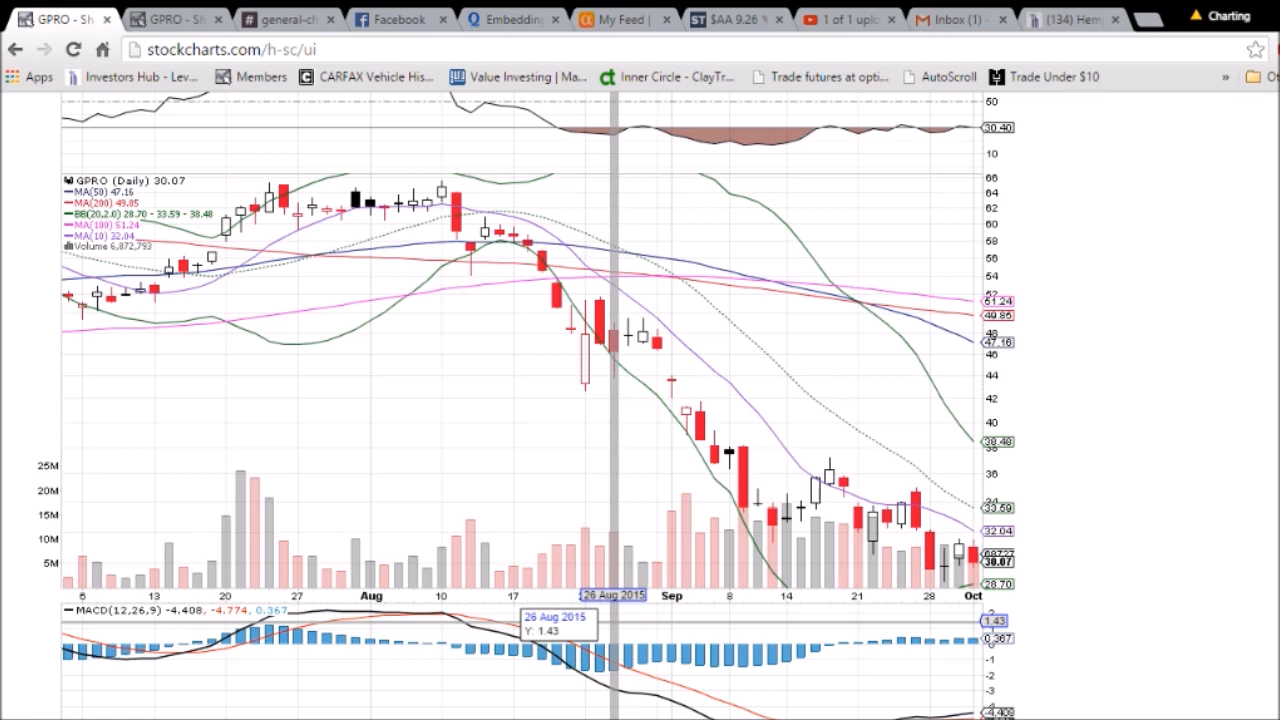 GPRO - Sh
GPRO - Sh
general-ch
Facebook
Embedding
My Feed |
$AA 9.26
1 of 1 uplo
Inbox (1) -
(134) Hem
Charting
stockcharts.com/h-sc/ui
Apps
Investors Hub - Lev...
Members
CARFAX Vehicle His...
Value Investing | Ma...
Inner Circle - ClayTr...
Trade futures at opti...
AutoScroll
Trade Under $10
»
50
30.40
10
GPRO (Daily) 30.07
MA(50) 47.16
MA(200) 49.85
BB(20,2.0) 28.70 - 33.59 - 38.48
MA(100) 51.24
MA(10) 32.04
Volume 6,872,793
66
64
62
60
58
56
54
52
51.24
49.85
48
47.16
46
44
42
40
38.48
38
36
34
33.59
32.04
30.07
28.70
25M
20M
15M
10M
5M
6
13
20
27
Aug
10
17
26 Aug 2015
Sep
8
14
21
28
Oct
MACD(12,26,9) -4.408, -4.774, 0.367
26 Aug 2015
Y: 1.43
2
1.43
0.367
-1
-2
-3
-4.408